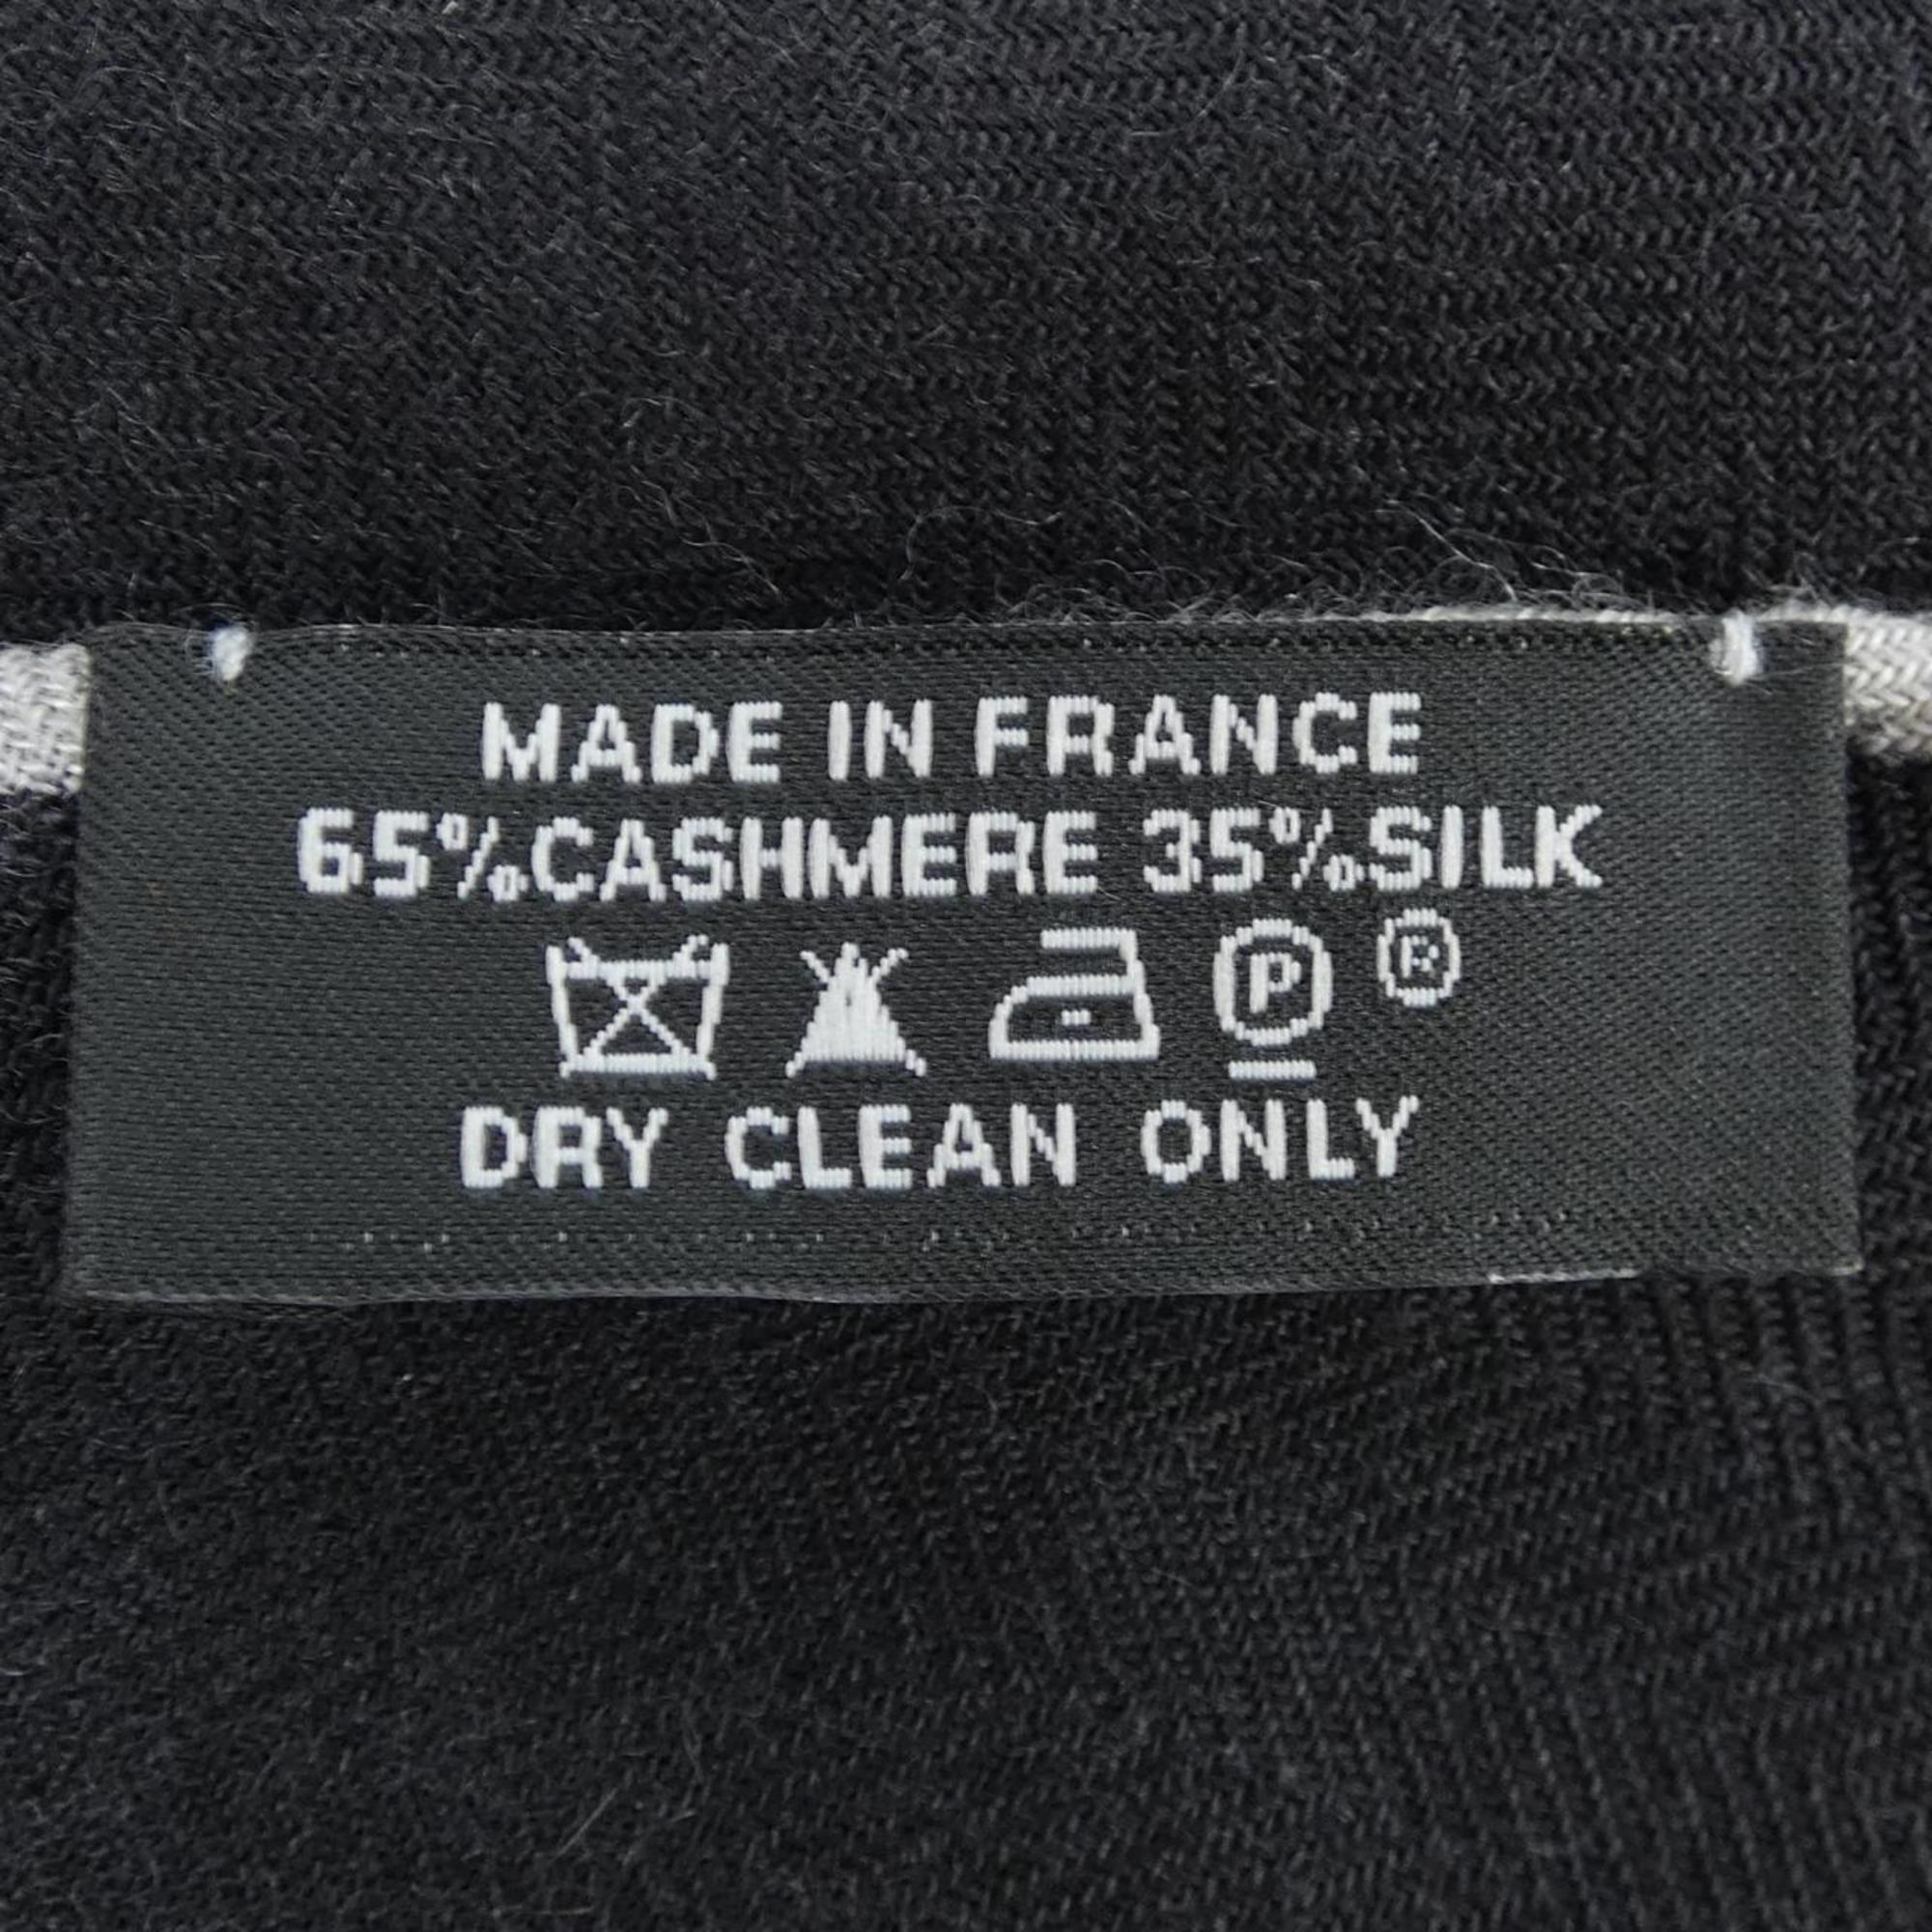 MADE IN FRANCE
65%CASHMERE 35%SILK
P ®
DRY CLEAN ONLY